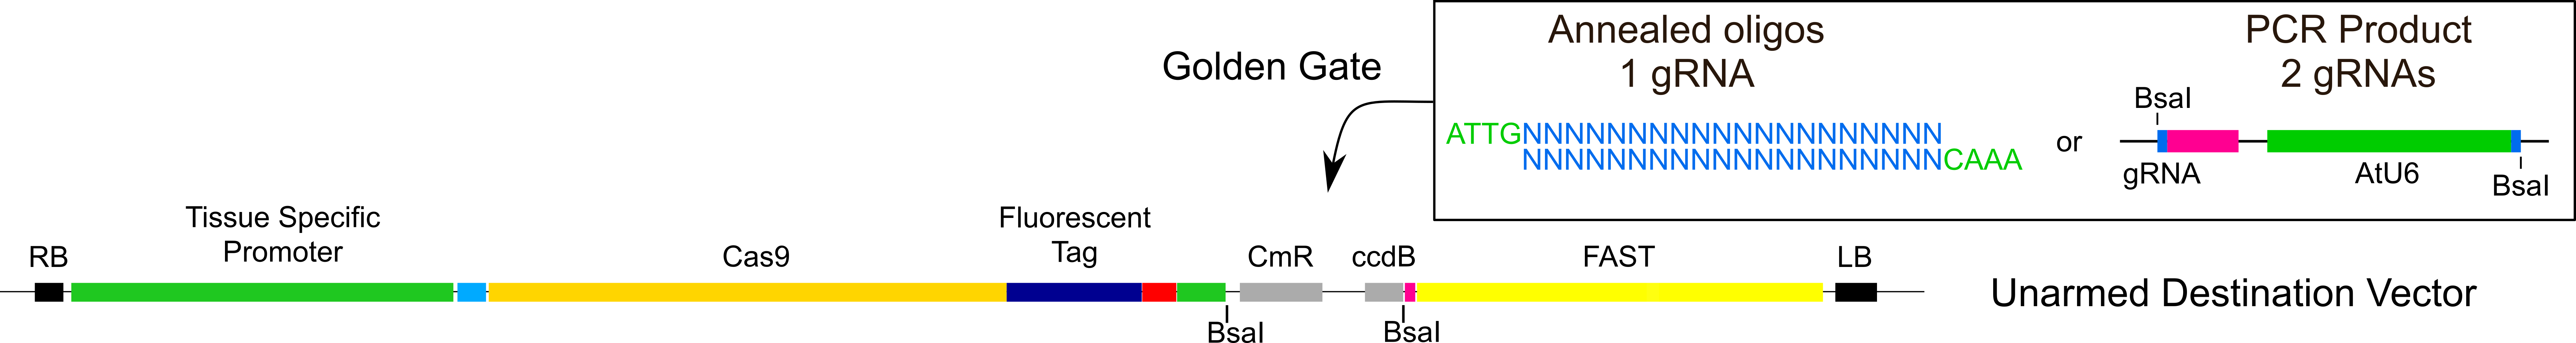 Annealed oligos
1 gRNA
PCR Product
2 gRNAs
Golden Gate
BsaI
ATTGNNNNNNNNNNNNNNNNNNNN
NNNNNNNNNNNNNNNNNNNNCAAA
or
gRNA
AtU6
BsaI
Tissue Specific
Promoter
Fluorescent
Tag
RB
Cas9
CmR
ccdB
FAST
LB
Unarmed Destination Vector
BsaI
BsaI